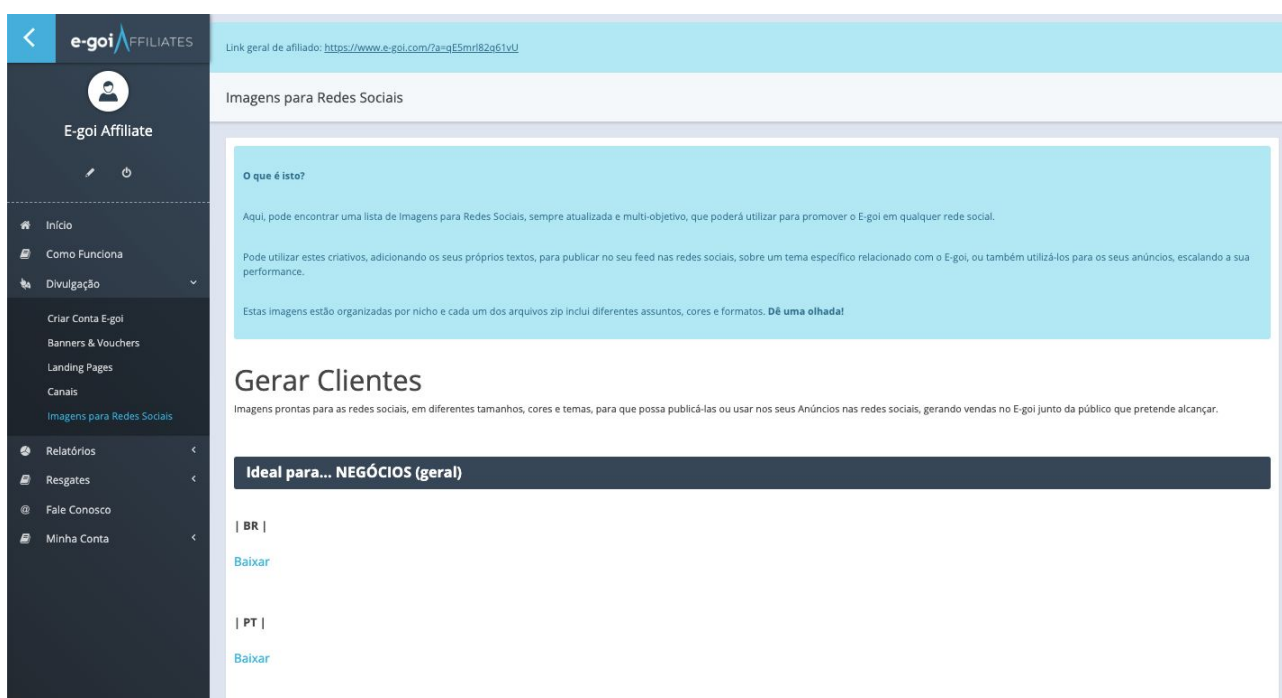 e-goi AFFILIATES
E-goi Affiliate
Início
Como Funciona
Divulgação
Criar Conta E-goi
Banners & Vouchers
Landing Pages
Canais
Imagens para Redes Sociais
Relatórios
Resgates
Fale Conosco
Minha Conta
Link geral de afiliado: https://www.e-goi.com/?a=qE5mrl82q61vU
Imagens para Redes Sociais
O que é isto?
Aqui, pode encontrar uma lista de Imagens para Redes Sociais, sempre atualizada e multi-objetivo, que poderá utilizar para promover o E-goi em qualquer rede social.
Pode utilizar estes criativos, adicionando os seus próprios textos, para publicar no seu feed nas redes sociais, sobre um tema específico relacionado com o E-goi, ou também utilizá-los para os seus anúncios, escalando a sua
performance.
Estas imagens estão organizadas por nicho e cada um dos arquivos zip inclui diferentes assuntos, cores e formatos. Dê uma olhada!
Gerar Clientes
Imagens prontas para as redes sociais, em diferentes tamanhos, cores e temas, para que possa publicá-las ou usar nos seus Anúncios nas redes sociais, gerando vendas no E-goi junto da público que pretende alcançar.
Ideal para... NEGÓCIOS (geral)
| BR |
Baixar
| PT |
Baixar